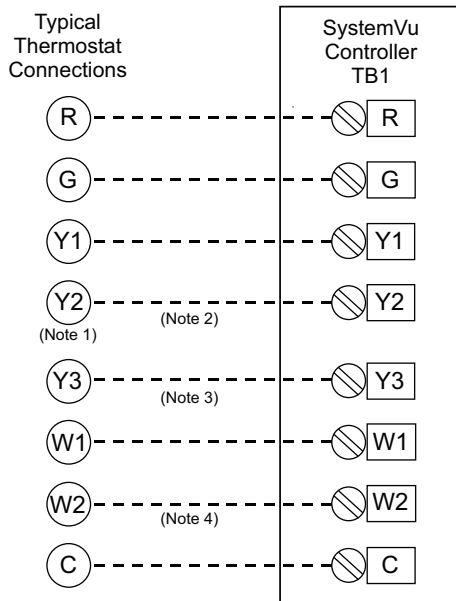 Typical
Thermostat
Connections
SystemVu
Controller
TB1
R R
G G
Y1 Y1
Y2 (Note 2) Y2
(Note 1)
Y3 (Note 3) Y3
W1 W1
W2 (Note 4) W2
C C